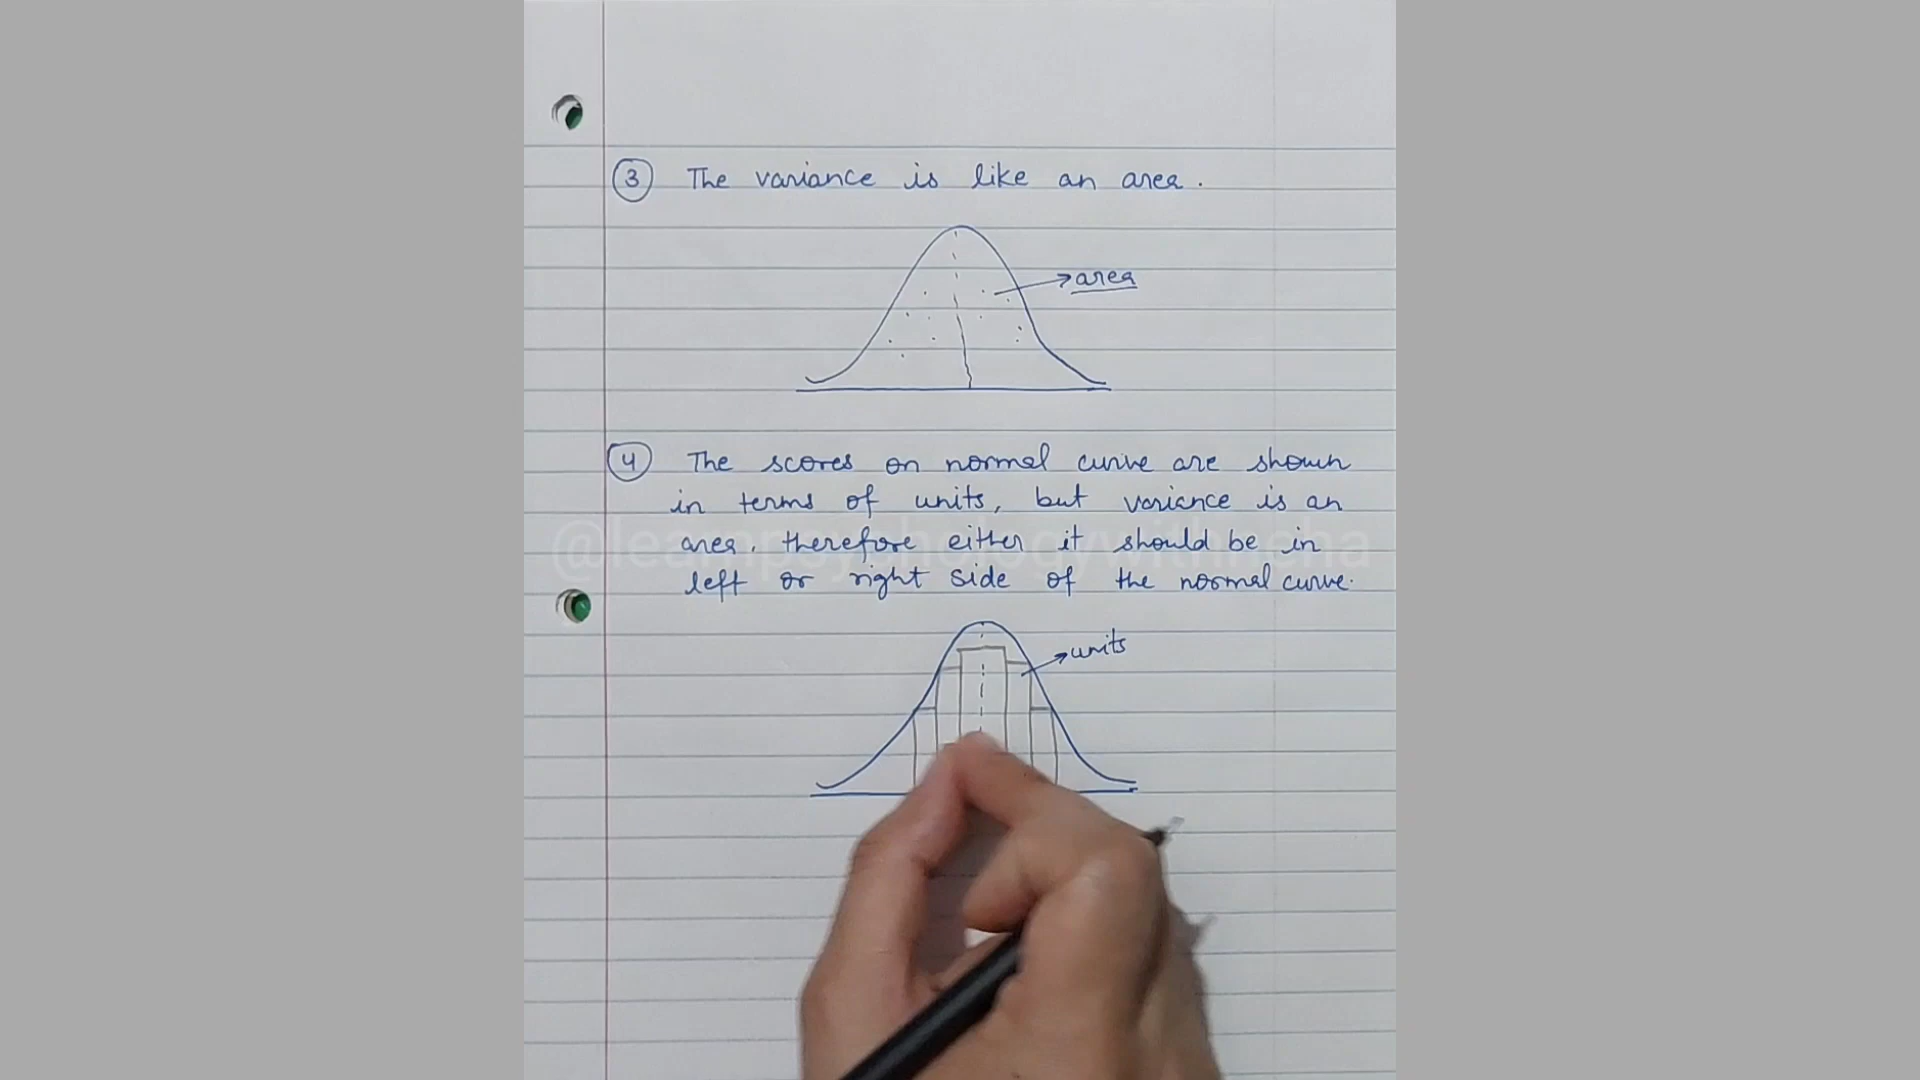 3 The variance is like an area.
area
4 The scores on normal curve are shown
in terms of units, but variance is an
area. therefore either it should be in
left or right side of the normal curve.
@learnpsychologywithneha
units